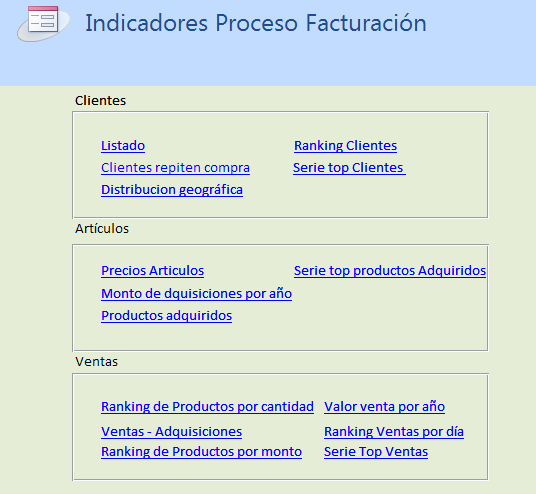 Indicadores Proceso Facturación
Clientes
Listado Ranking Clientes
Clientes repiten compra Serie top Clientes
Distribucion geográfica
Artículos
Precios Articulos Serie top productos Adquiridos
Monto de dquisiciones por año
Productos adquiridos
Ventas
Ranking de Productos por cantidad Valor venta por año
Ventas - Adquisiciones Ranking Ventas por día
Ranking de Productos por monto Serie Top Ventas